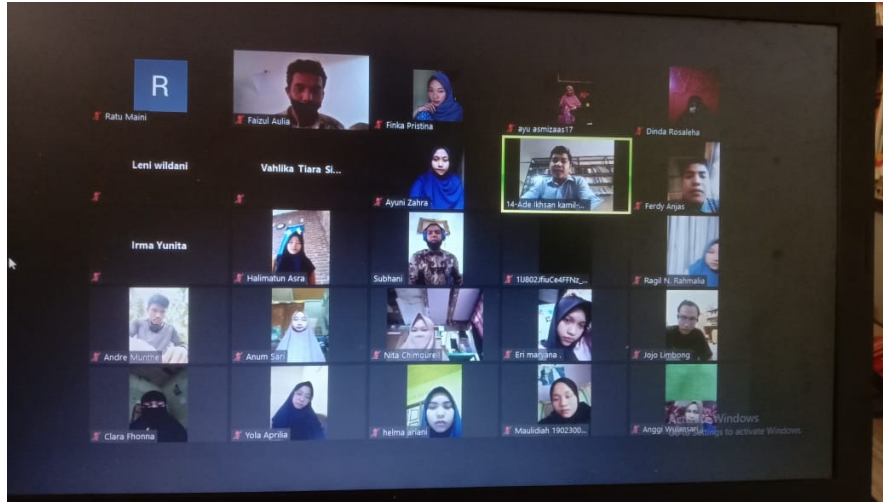 R
Ratu Maini
Faizul Aulia
Finka Pristina
ayu asmizaas17
Dinda Rosaleha
Leni wildani
Vahlika Tiara Si...
Ayuni Zahra
14-Ade Ikhsan kamil-...
Ferdy Anjas
Irma Yunita
Halimatun Asra
Subhani
1U802JfiuCe4FFNz_...
Ragil N. Rahmalia
Andre Munthe
Anum Sari
Nita Chimourell
Eri maryana .
Jojo Limbong
Clara Fhonna
Yola Aprilia
helma ariani
Maulidiah 1902300...
Anggi Wulansari
Activate Windows
Go to Settings to activate Windows.